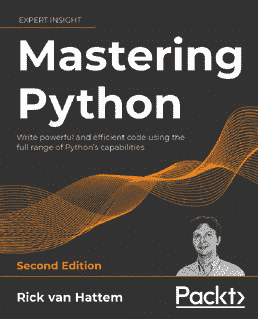 EXPERT INSIGHT
Mastering
Python
Write powerful and efficient code using the
full range of Python's capabilities
Second Edition
Rick van Hattem
Packt>